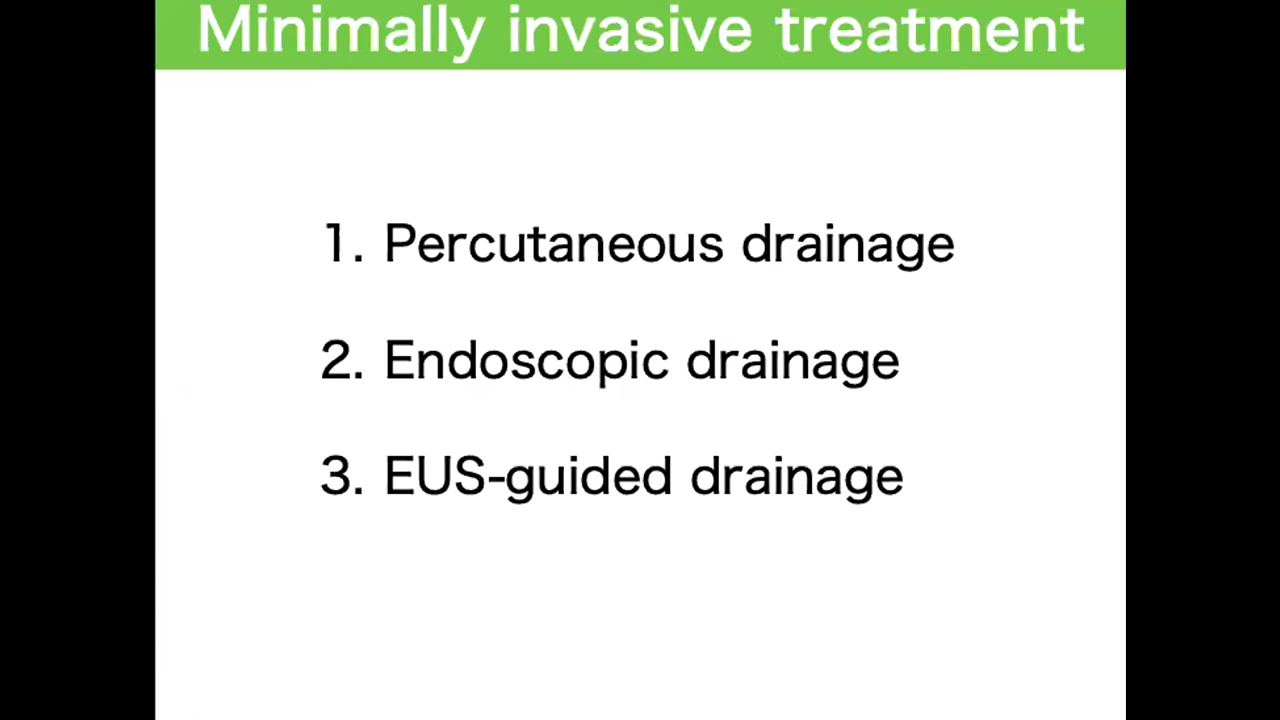 Minimally invasive treatment
1. Percutaneous drainage
2. Endoscopic drainage
3. EUS-guided drainage